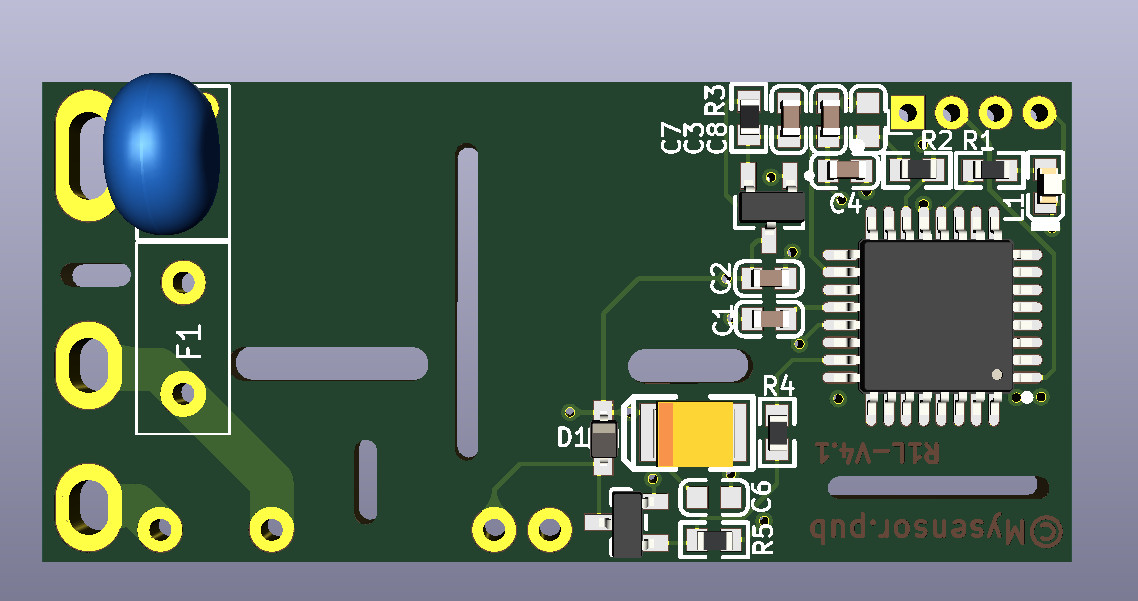 R3
C7
C3
C8
R2
R1
C4
L1
C2
C1
F1
R4
D1
R1L-V4.1
C6
©Mysensor.pub
R5